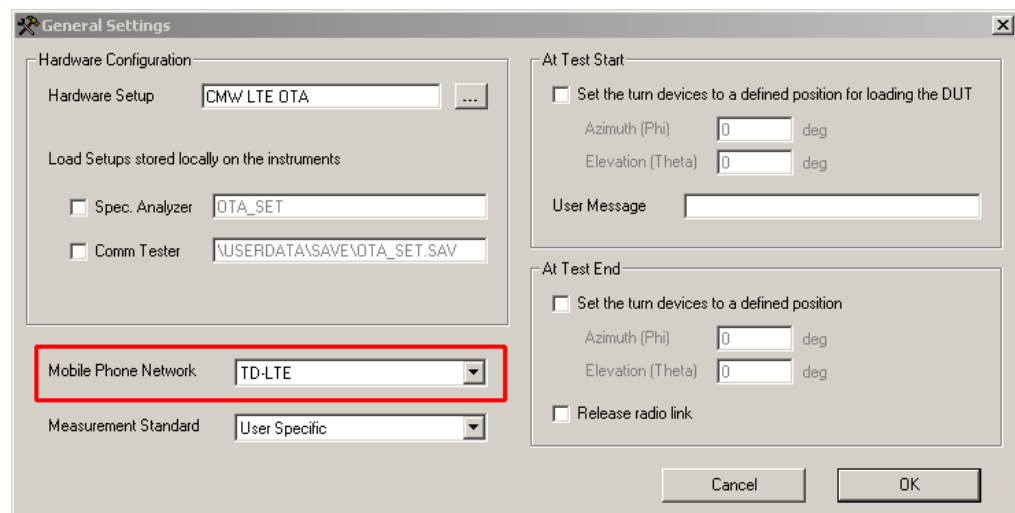 General Settings
Hardware Configuration
Hardware Setup CMW LTE OTA ...
Load Setups stored locally on the instruments
Spec. Analyzer OTA_SET
Comm Tester \USERDATA\SAVE\OTA_SET.SAV
Mobile Phone Network TD-LTE
Measurement Standard User Specific
At Test Start
Set the turn devices to a defined position for loading the DUT
Azimuth (Phi) 0 deg
Elevation (Theta) 0 deg
User Message
At Test End
Set the turn devices to a defined position
Azimuth (Phi) 0 deg
Elevation (Theta) 0 deg
Release radio link
Cancel OK